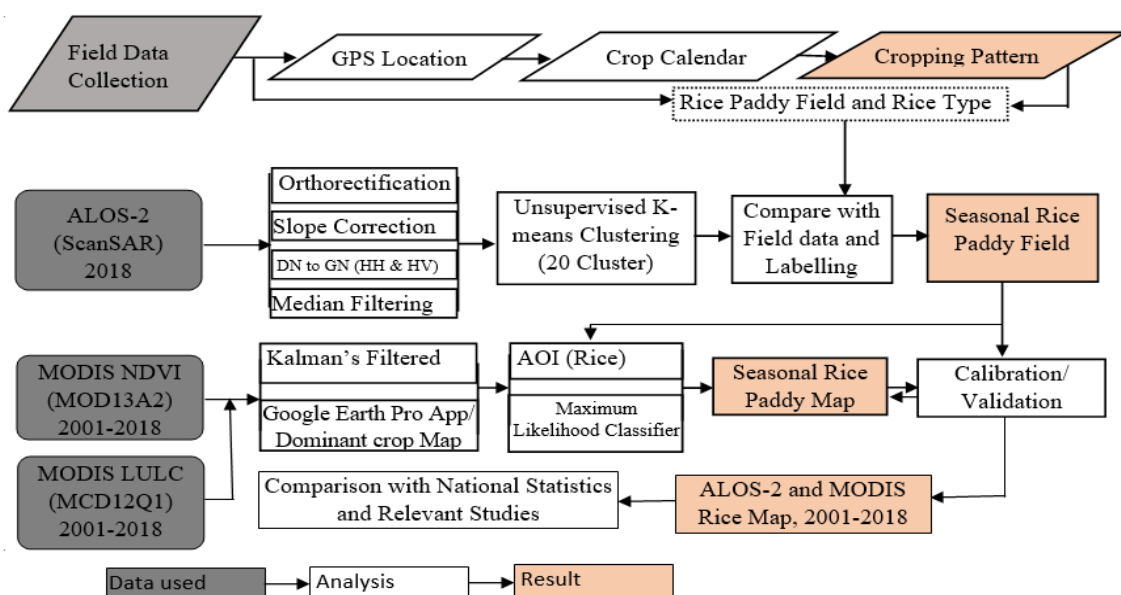 Field Data
Collection
GPS Location
Crop Calendar
Cropping Pattern
Rice Paddy Field and Rice Type
ALOS-2
(ScanSAR)
2018
Orthorectification
Slope Correction
DN to GN (HH & HV)
Median Filtering
Unsupervised K-
means Clustering
(20 Cluster)
Compare with
Field data and
Labelling
Seasonal Rice
Paddy Field
MODIS NDVI
(MOD13A2)
2001-2018
MODIS LULC
(MCD12Q1)
2001-2018
Kalman's Filtered
Google Earth Pro App/
Dominant crop Map
AOI (Rice)
Maximum
Likelihood Classifier
Seasonal Rice
Paddy Map
Calibration/
Validation
Comparison with National Statistics
and Relevant Studies
ALOS-2 and MODIS
Rice Map, 2001-2018
Data used
Analysis
Result